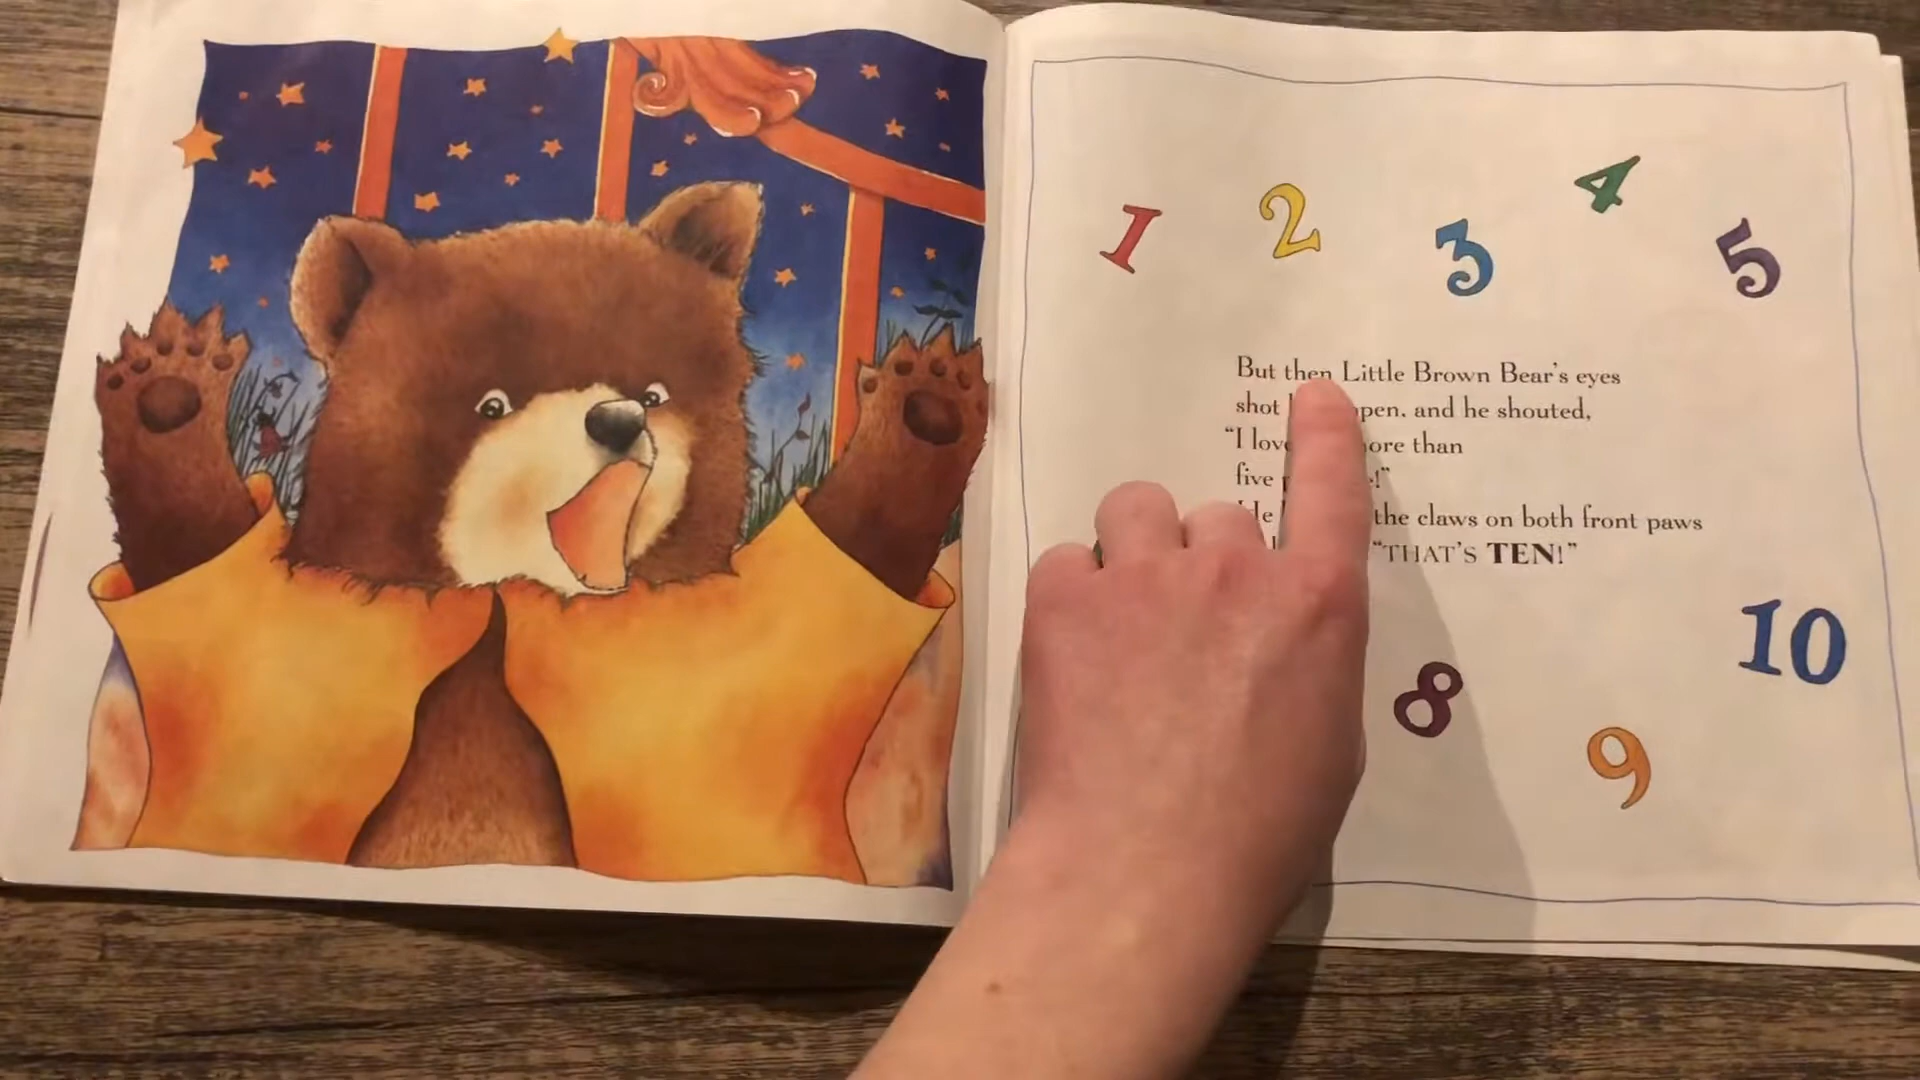 1 2 3 4 5
But then Little Brown Bear's eyes
shot open. and he shouted,
"I love more than
five !"
He the claws on both front paws
"THAT'S TEN!"
10
8
9